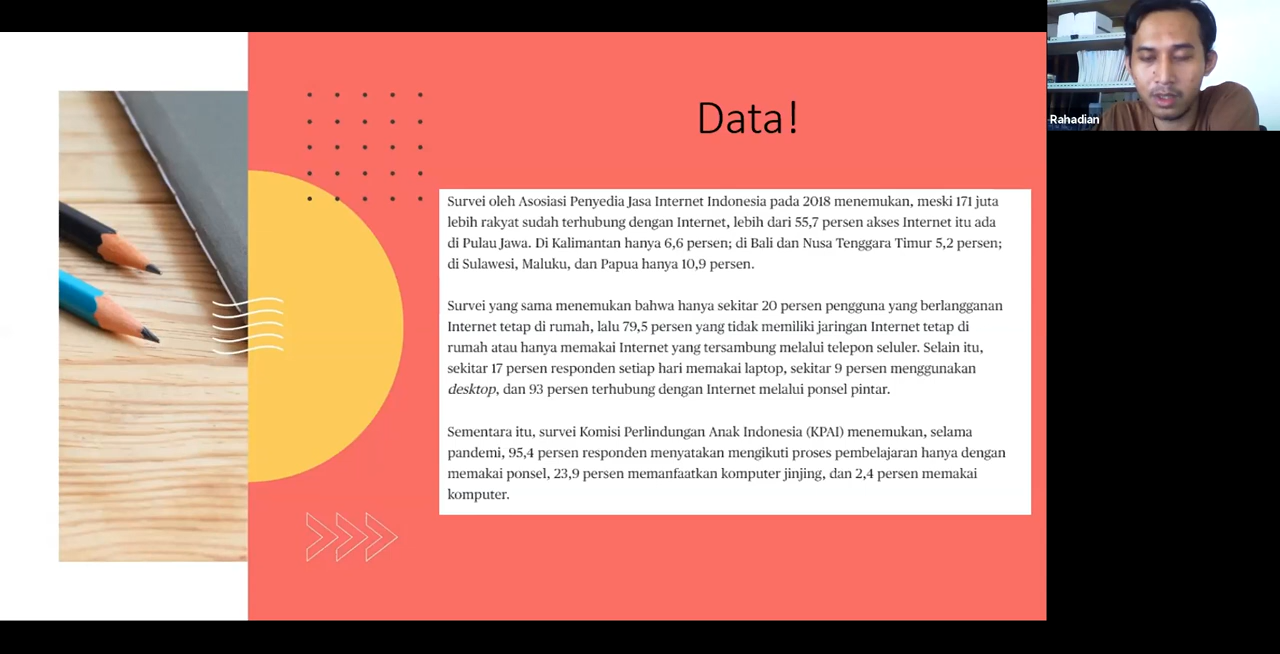 Data!
Rahadian
Survei oleh Asosiasi Penyedia Jasa Internet Indonesia pada 2018 menemukan, meski 171 juta
lebih rakyat sudah terhubung dengan Internet, lebih dari 55,7 persen akses Internet itu ada
di Pulau Jawa. Di Kalimantan hanya 6,6 persen; di Bali dan Nusa Tenggara Timur 5,2 persen;
di Sulawesi, Maluku, dan Papua hanya 10,9 persen.
Survei yang sama menemukan bahwa hanya sekitar 20 persen pengguna yang berlangganan
Internet tetap di rumah, lalu 79,5 persen yang tidak memiliki jaringan Internet tetap di
rumah atau hanya memakai Internet yang tersambung melalui telepon seluler. Selain itu,
sekitar 17 persen responden setiap hari memakai laptop, sekitar 9 persen menggunakan
desktop, dan 93 persen terhubung dengan Internet melalui ponsel pintar.
Sementara itu, survei Komisi Perlindungan Anak Indonesia (KPAI) menemukan, selama
pandemi, 95,4 persen responden menyatakan mengikuti proses pembelajaran hanya dengan
memakai ponsel, 23,9 persen memanfaatkan komputer jinjing, dan 2,4 persen memakai
komputer.